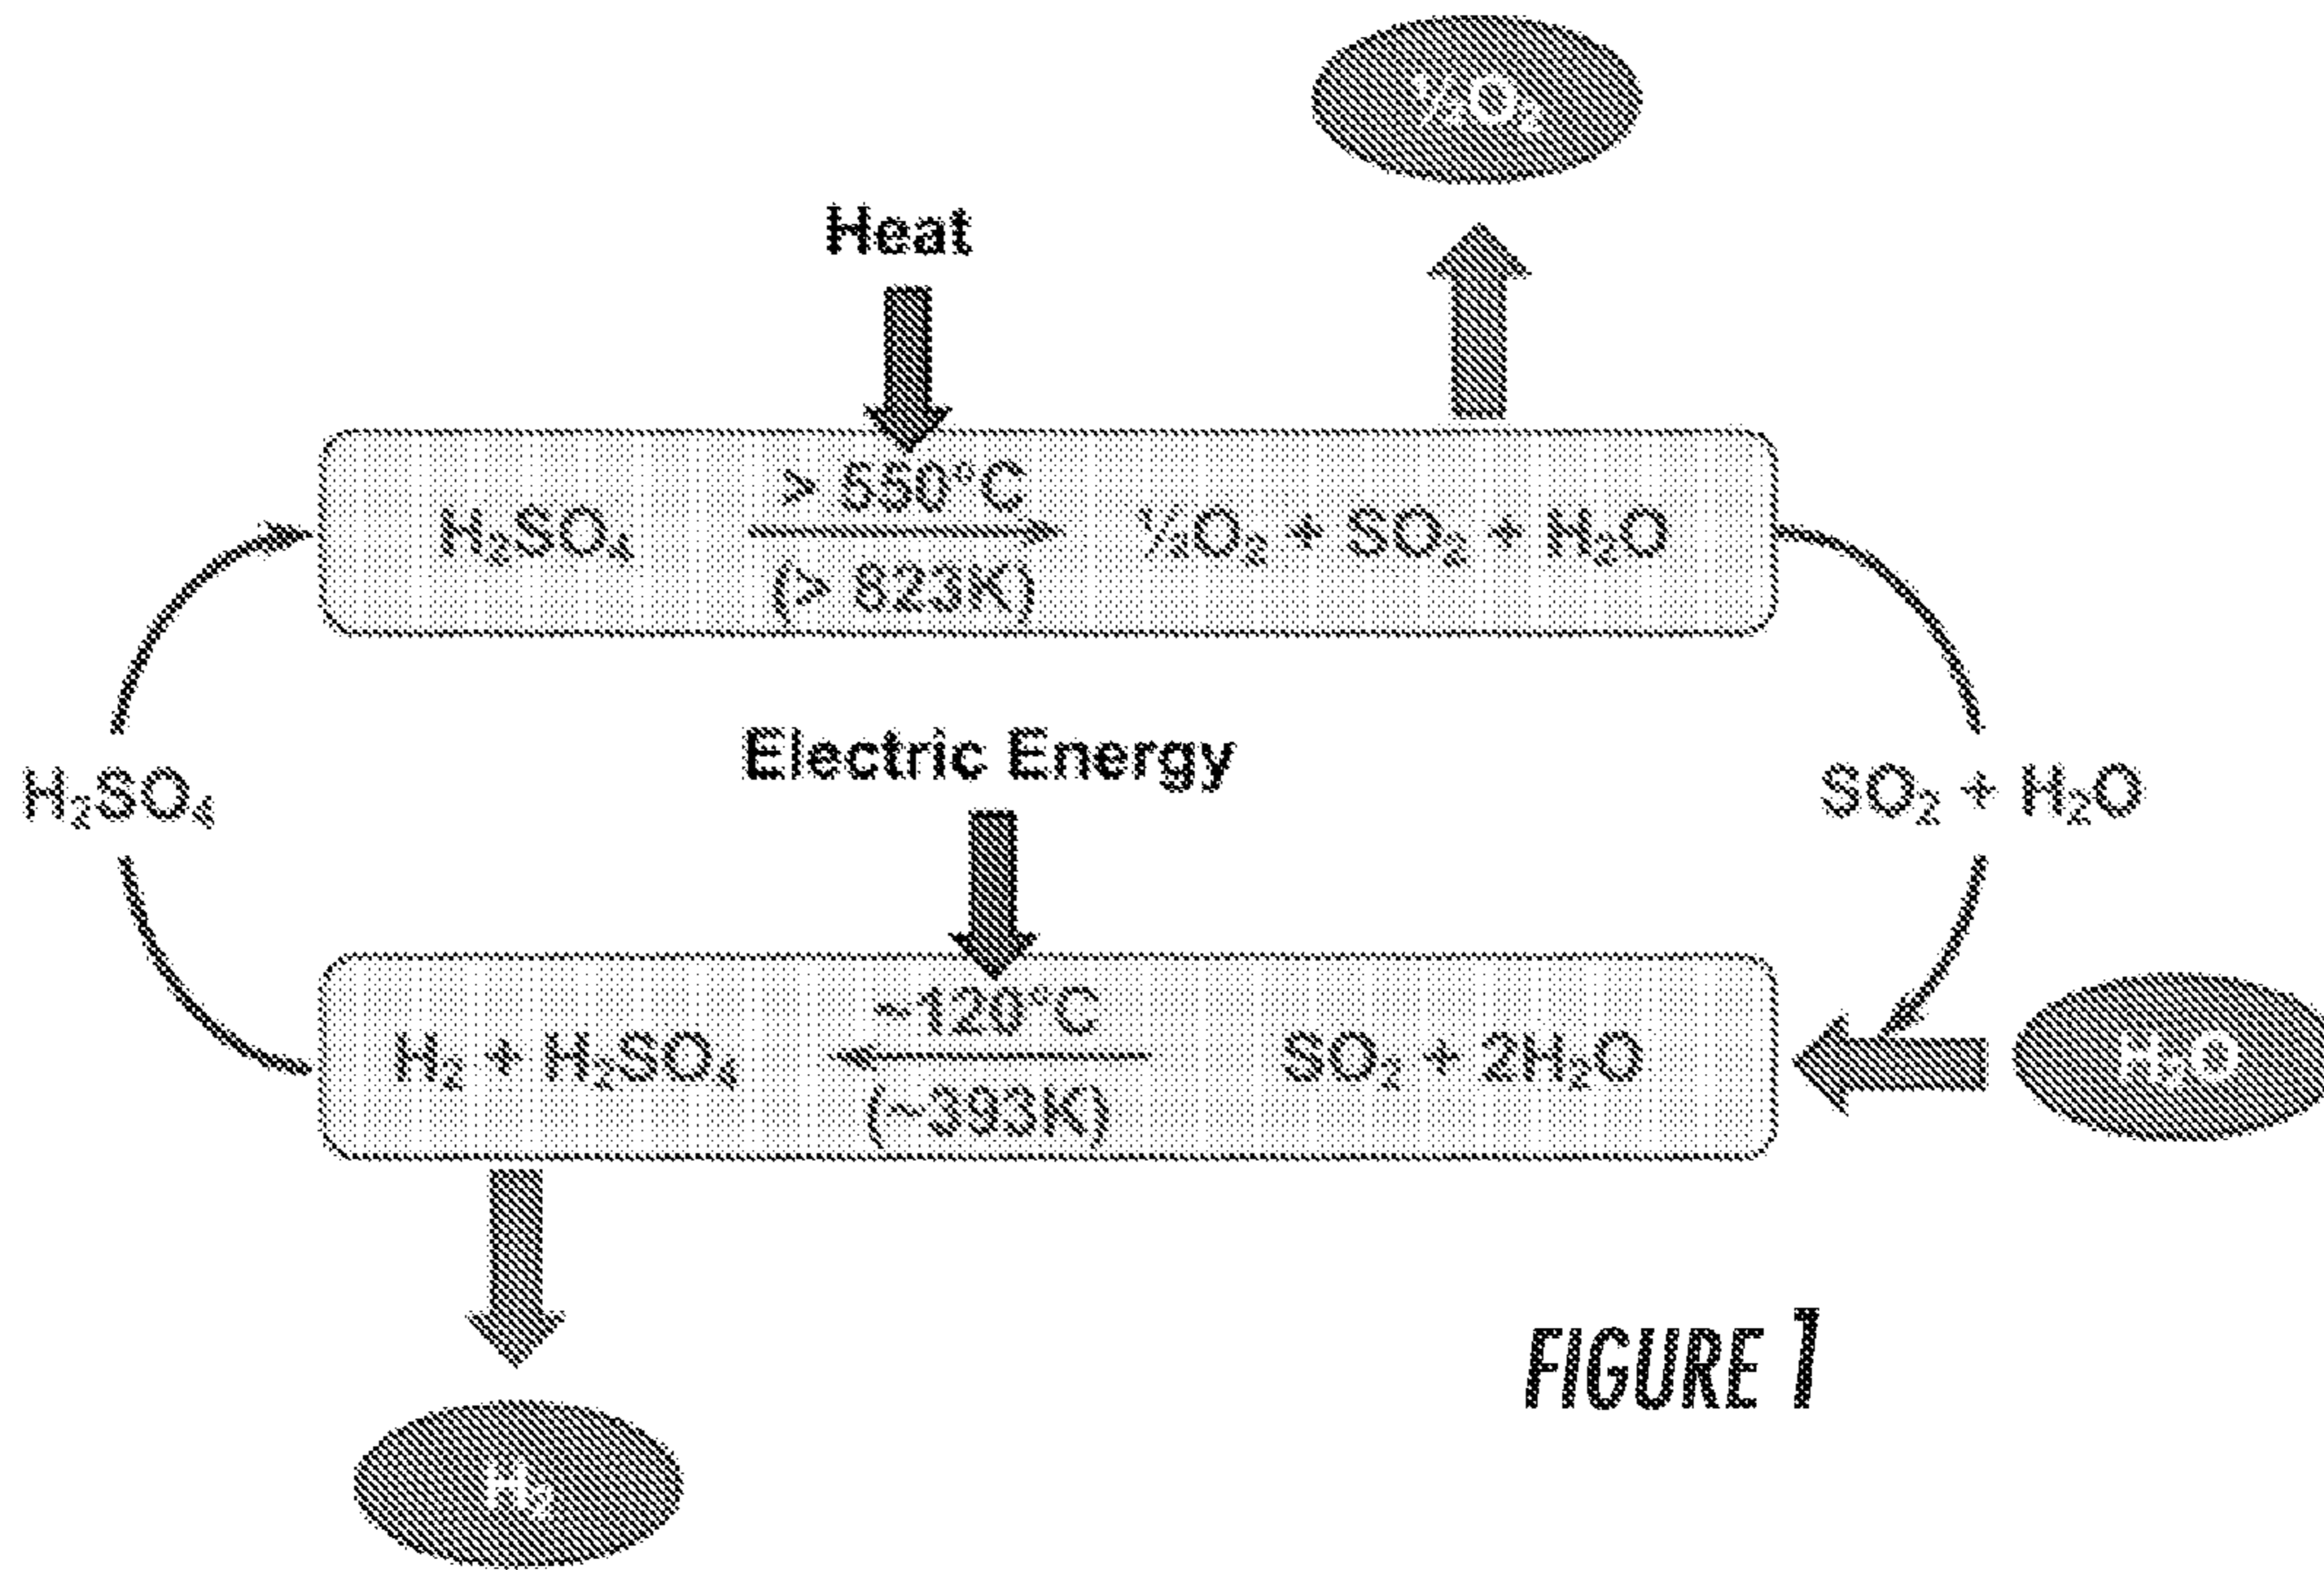 ½O₂
Heat
> 550°C
H₂SO₄
½O₂ + SO₂ + H₂O
(> 823K)
Electric Energy
H₂SO₄
SO₂ + H₂O
~120°C
H₂ + H₂SO₄
SO₂ + 2H₂O
H₂O
(~393K)
FIGURE 1
H₂